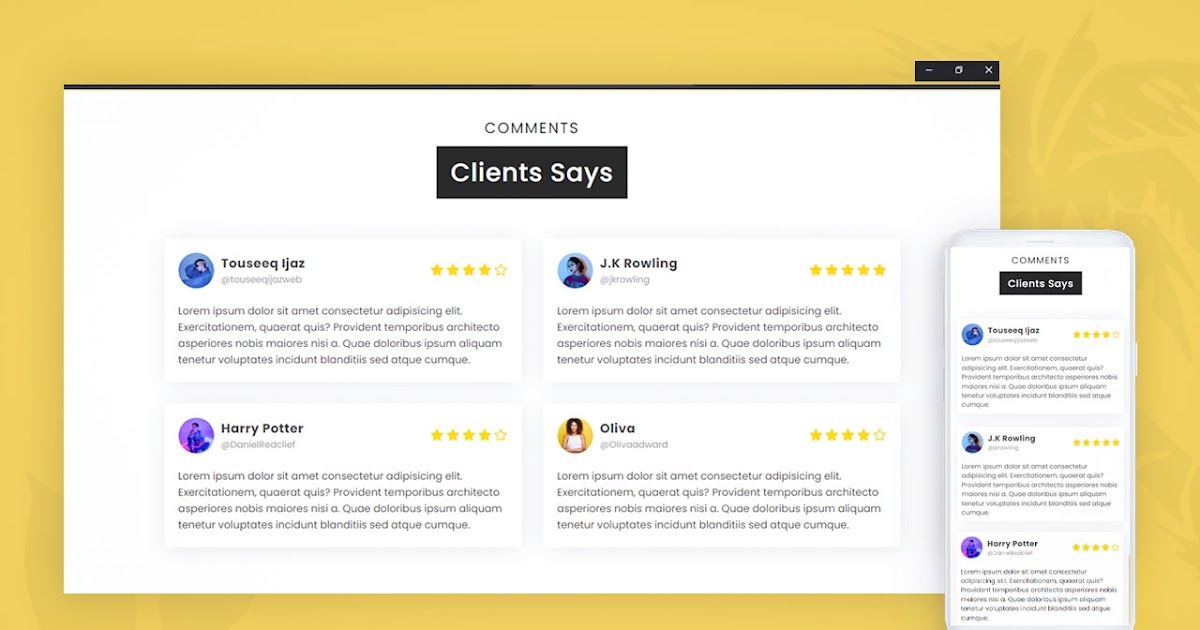 COMMENTS
Clients Says
Touseeq Ijaz
@touseeqijazweb
Lorem ipsum dolor sit amet consectetur adipisicing elit.
Exercitationem, quaerat quis? Provident temporibus architecto
asperiores nobis maiores nisi a. Quae doloribus ipsum aliquam
tenetur voluptates incidunt blanditiis sed atque cumque.
J.K Rowling
@jkrowling
Lorem ipsum dolor sit amet consectetur adipisicing elit.
Exercitationem, quaerat quis? Provident temporibus architecto
asperiores nobis maiores nisi a. Quae doloribus ipsum aliquam
tenetur voluptates incidunt blanditiis sed atque cumque.
Harry Potter
@DanielRedclief
Lorem ipsum dolor sit amet consectetur adipisicing elit.
Exercitationem, quaerat quis? Provident temporibus architecto
asperiores nobis maiores nisi a. Quae doloribus ipsum aliquam
tenetur voluptates incidunt blanditiis sed atque cumque.
Oliva
@Olivaadward
Lorem ipsum dolor sit amet consectetur adipisicing elit.
Exercitationem, quaerat quis? Provident temporibus architecto
asperiores nobis maiores nisi a. Quae doloribus ipsum aliquam
tenetur voluptates incidunt blanditiis sed atque cumque.
COMMENTS
Clients Says
Touseeq Ijaz
@touseeqijazweb
Lorem ipsum dolor sit amet consectetur
adipisicing elit. Exercitationem, quaerat quis?
Provident temporibus architecto asperiores nobis
maiores nisi a. Quae doloribus ipsum aliquam
tenetur voluptates incidunt blanditiis sed atque
cumque.
J.K Rowling
@jkrowling
Lorem ipsum dolor sit amet consectetur
adipisicing elit. Exercitationem, quaerat quis?
Provident temporibus architecto asperiores nobis
maiores nisi a. Quae doloribus ipsum aliquam
tenetur voluptates incidunt blanditiis sed atque
cumque.
Harry Potter
@DanielRedclief
Lorem ipsum dolor sit amet consectetur
adipisicing elit. Exercitationem, quaerat quis?
Provident temporibus architecto asperiores nobis
maiores nisi a. Quae doloribus ipsum aliquam
tenetur voluptates incidunt blanditiis sed atque
cumque.